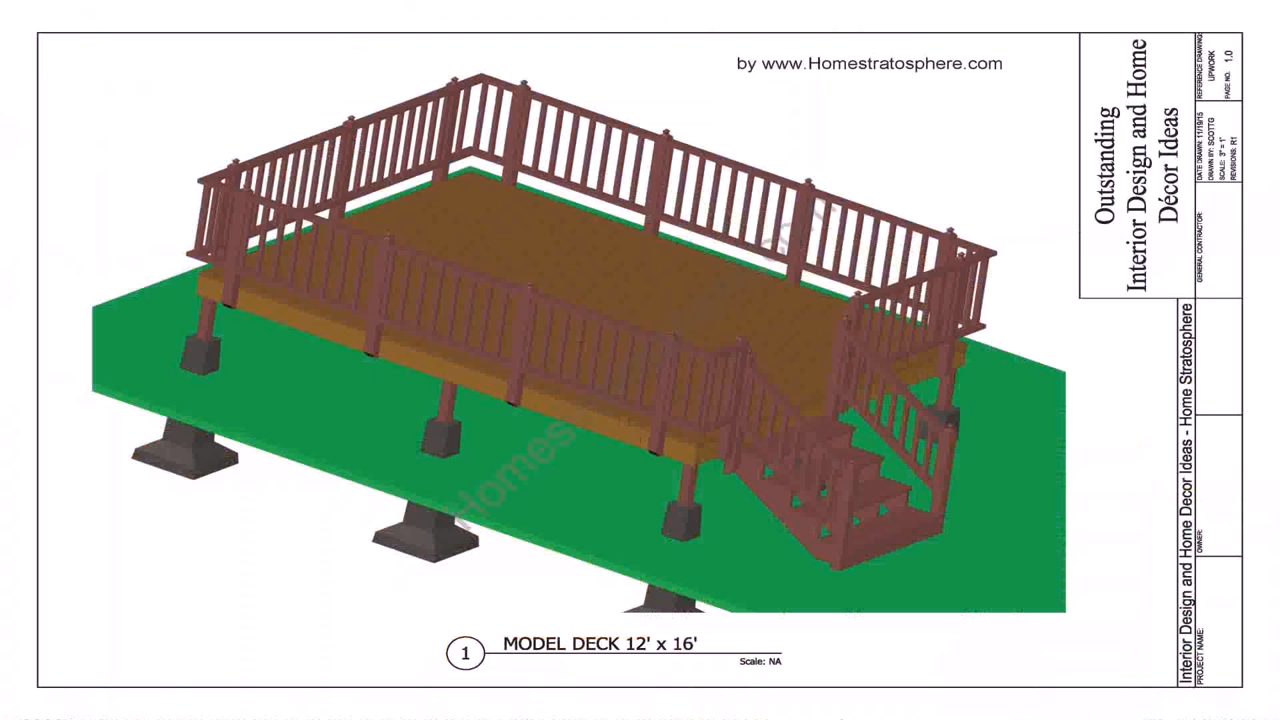 by www.Homestratosphere.com
Outstanding
Interior Design and Home
Décor Ideas
REFERENCE DRAWING:
UPWORK
PAGE NO. 1.0
DATE DRAWN: 11/19/15
DRAWN BY: SCOTTG
SCALE: 3" = 1'
REVISIONS: R1
GENERAL CONTRACTOR:
Interior Design and Home Decor Ideas - Home Stratosphere
OWNER:
PROJECT NAME:
Homes
1
MODEL DECK 12' x 16'
Scale: NA